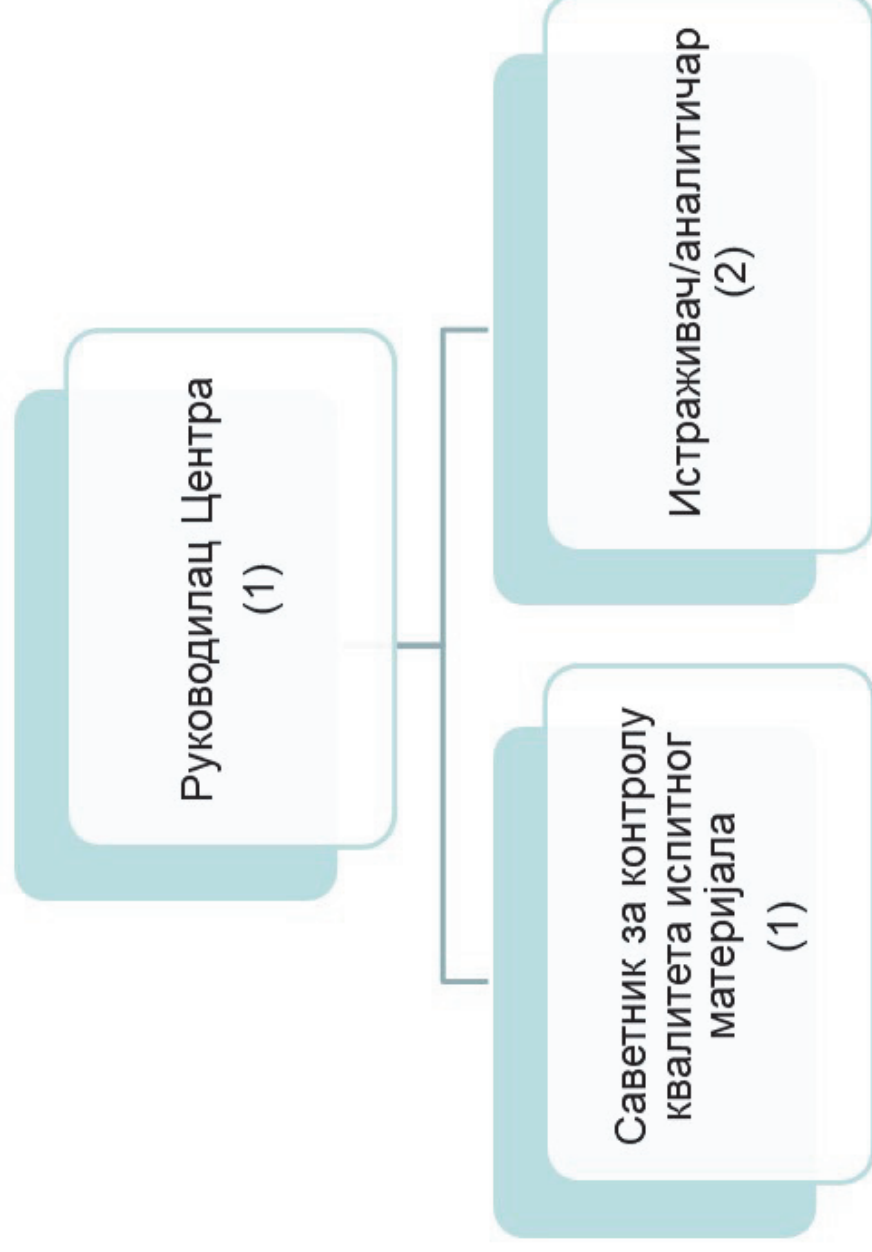 Руководилац Центра
(1)
Саветник за контролу
квалитета испитног
материјала
(1)
Истраживач/аналитичар
(2)